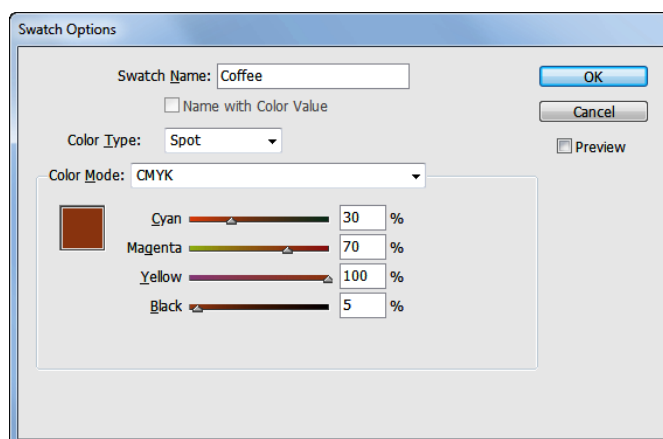 Swatch Options
Swatch Name: Coffee
OK
Name with Color Value
Cancel
Color Type: Spot
Preview
Color Mode: CMYK
Cyan 30 %
Magenta 70 %
Yellow 100 %
Black 5 %